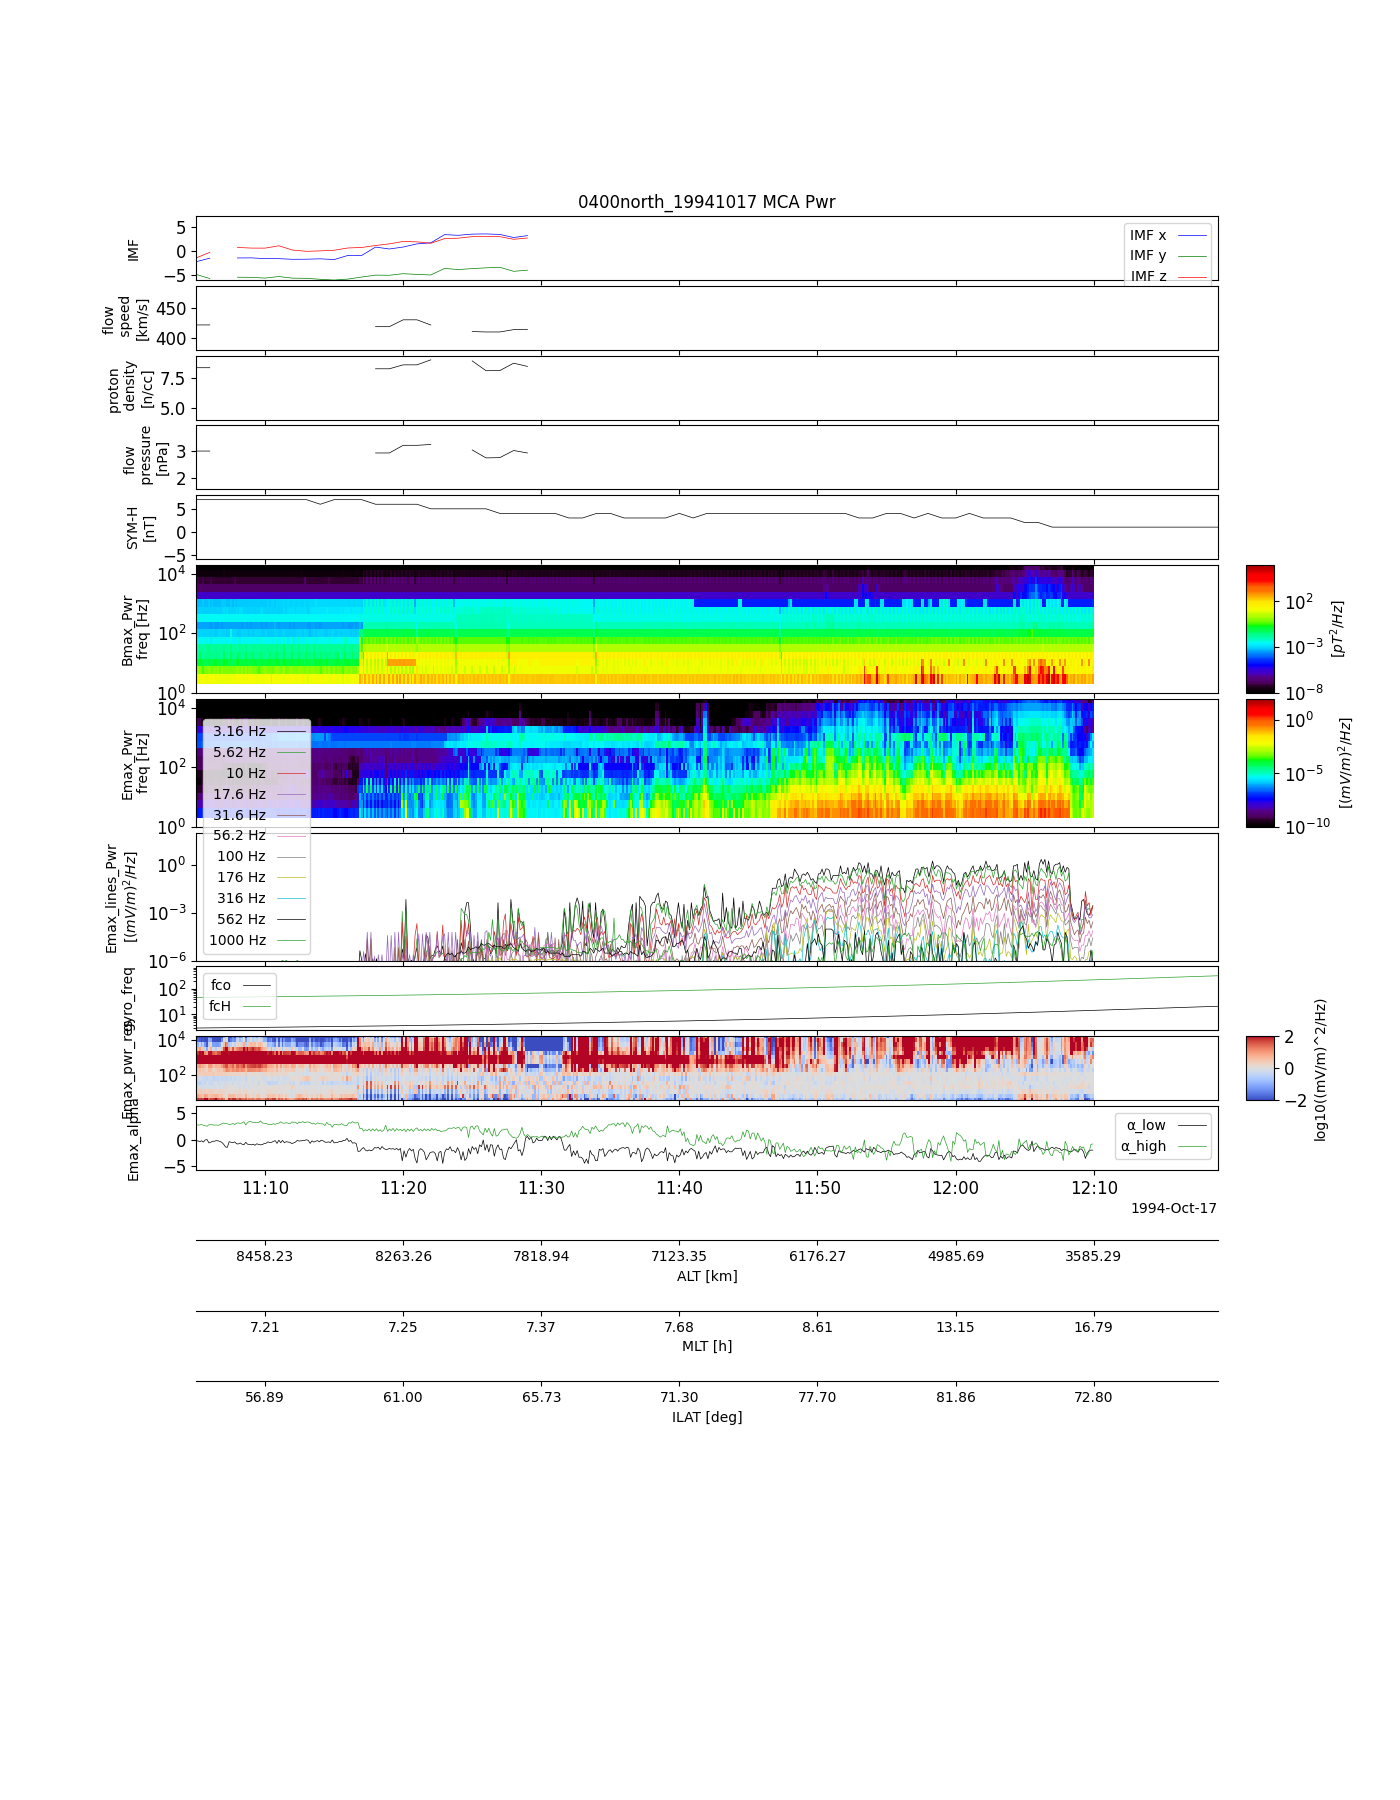 0400north_19941017 MCA Pwr
5
0
−5
IMF
IMF x
IMF y
IMF z
450
400
flow
speed
[km/s]
7.5
5.0
proton
density
[n/cc]
3
2
flow
pressure
[nPa]
5
0
−5
SYM-H
[nT]
10^4
10^2
10^0
Bmax_Pwr
freq [Hz]
10^2
10^−3
10^−8
[pT^2/Hz]
10^4
10^2
10^0
Emax_Pwr
freq [Hz]
10^0
10^−5
10^−10
[(mV/m)^2/Hz]
3.16 Hz
5.62 Hz
10 Hz
17.6 Hz
31.6 Hz
56.2 Hz
100 Hz
176 Hz
316 Hz
562 Hz
1000 Hz
10^0
10^−3
10^−6
Emax_lines_Pwr
[(mV/m)^2/Hz]
10^2
10^1
gyro_freq
fco
fcH
10^4
10^2
Emax_pwr_reg
2
0
−2
log10((mV/m)^2/Hz)
5
0
−5
Emax_alpha
α_low
α_high
11:10 11:20 11:30 11:40 11:50 12:00 12:10
1994-Oct-17
8458.23 8263.26 7818.94 7123.35 6176.27 4985.69 3585.29
ALT [km]
7.21 7.25 7.37 7.68 8.61 13.15 16.79
MLT [h]
56.89 61.00 65.73 71.30 77.70 81.86 72.80
ILAT [deg]